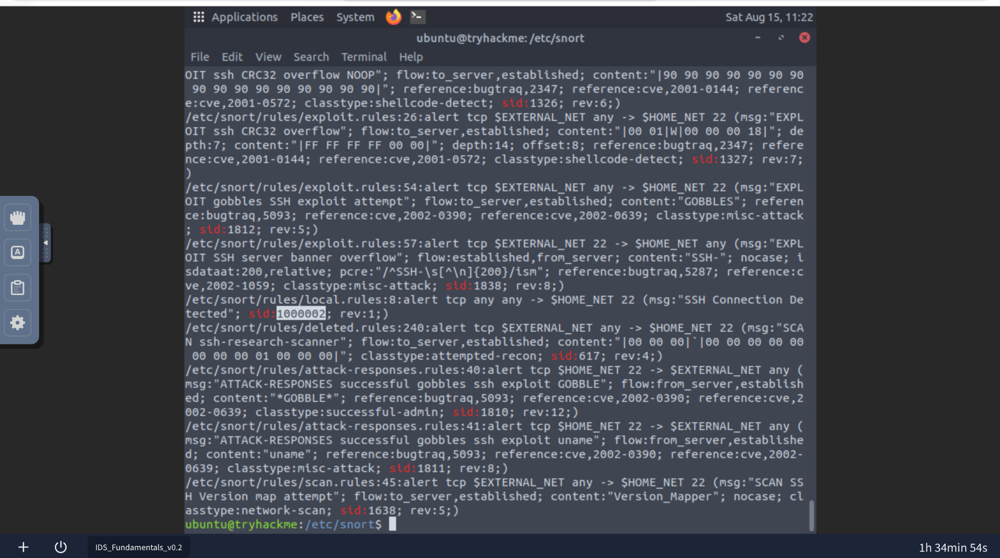 Applications Places System Sat Aug 15, 11:22
ubuntu@tryhackme: /etc/snort
File Edit View Search Terminal Help
OIT ssh CRC32 overflow NOOP"; flow:to_server,established; content:"|90 90 90 90 90 90 90
 90 90 90 90 90 90 90 90 90|"; reference:bugtraq,2347; reference:cve,2001-0144; referenc
e:cve,2001-0572; classtype:shellcode-detect; sid:1326; rev:6;)
/etc/snort/rules/exploit.rules:26:alert tcp $EXTERNAL_NET any -> $HOME_NET 22 (msg:"EXPL
OIT ssh CRC32 overflow"; flow:to_server,established; content:"|00 01|W|00 00 00 18|"; de
pth:7; content:"|FF FF FF FF 00 00|"; depth:14; offset:8; reference:bugtraq,2347; refere
nce:cve,2001-0144; reference:cve,2001-0572; classtype:shellcode-detect; sid:1327; rev:7;
)
/etc/snort/rules/exploit.rules:54:alert tcp $EXTERNAL_NET any -> $HOME_NET 22 (msg:"EXPL
OIT gobbles SSH exploit attempt"; flow:to_server,established; content:"GOBBLES"; referen
ce:bugtraq,5093; reference:cve,2002-0390; reference:cve,2002-0639; classtype:misc-attack
; sid:1812; rev:5;)
/etc/snort/rules/exploit.rules:57:alert tcp $EXTERNAL_NET 22 -> $HOME_NET any (msg:"EXPL
OIT SSH server banner overflow"; flow:established,from_server; content:"SSH-"; nocase; i
sdataat:200,relative; pcre:"/^SSH-\s[^\n]{200}/ism"; reference:bugtraq,5287; reference:c
ve,2002-1059; classtype:misc-attack; sid:1838; rev:8;)
/etc/snort/rules/local.rules:8:alert tcp any any -> $HOME_NET 22 (msg:"SSH Connection De
tected"; sid:1000002; rev:1;)
/etc/snort/rules/deleted.rules:240:alert tcp $EXTERNAL_NET any -> $HOME_NET 22 (msg:"SCA
N ssh-research-scanner"; flow:to_server,established; content:"|00 00 00|`|00 00 00 00 00
 00 00 00 01 00 00 00|"; classtype:attempted-recon; sid:617; rev:4;)
/etc/snort/rules/attack-responses.rules:40:alert tcp $HOME_NET 22 -> $EXTERNAL_NET any (
msg:"ATTACK-RESPONSES successful gobbles ssh exploit GOBBLE"; flow:from_server,establish
ed; content:"*GOBBLE*"; reference:bugtraq,5093; reference:cve,2002-0390; reference:cve,2
002-0639; classtype:successful-admin; sid:1810; rev:12;)
/etc/snort/rules/attack-responses.rules:41:alert tcp $HOME_NET 22 -> $EXTERNAL_NET any (
msg:"ATTACK-RESPONSES successful gobbles ssh exploit uname"; flow:from_server,establishe
d; content:"uname"; reference:bugtraq,5093; reference:cve,2002-0390; reference:cve,2002-
0639; classtype:misc-attack; sid:1811; rev:8;)
/etc/snort/rules/scan.rules:45:alert tcp $EXTERNAL_NET any -> $HOME_NET 22 (msg:"SCAN SS
H Version map attempt"; flow:to_server,established; content:"Version_Mapper"; nocase; cl
asstype:network-scan; sid:1638; rev:5;)
ubuntu@tryhackme:/etc/snort$
IDS_Fundamentals_v0.2 1h 34min 54s